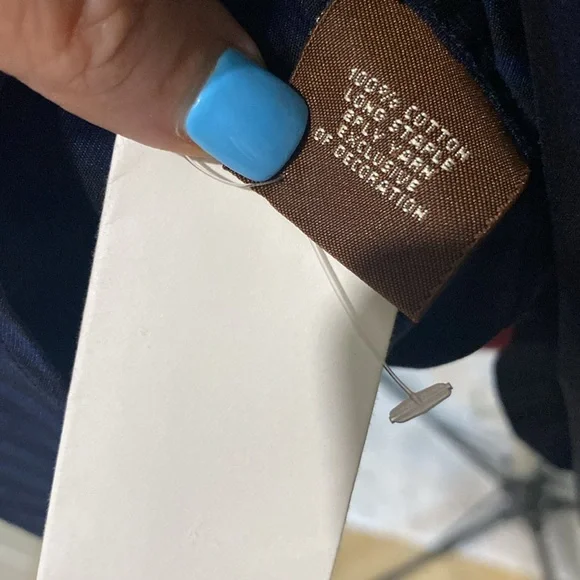 100% COTTON
LONG STAPLE
2PLY YARN
EXCLUSIVE
OF DECORATION